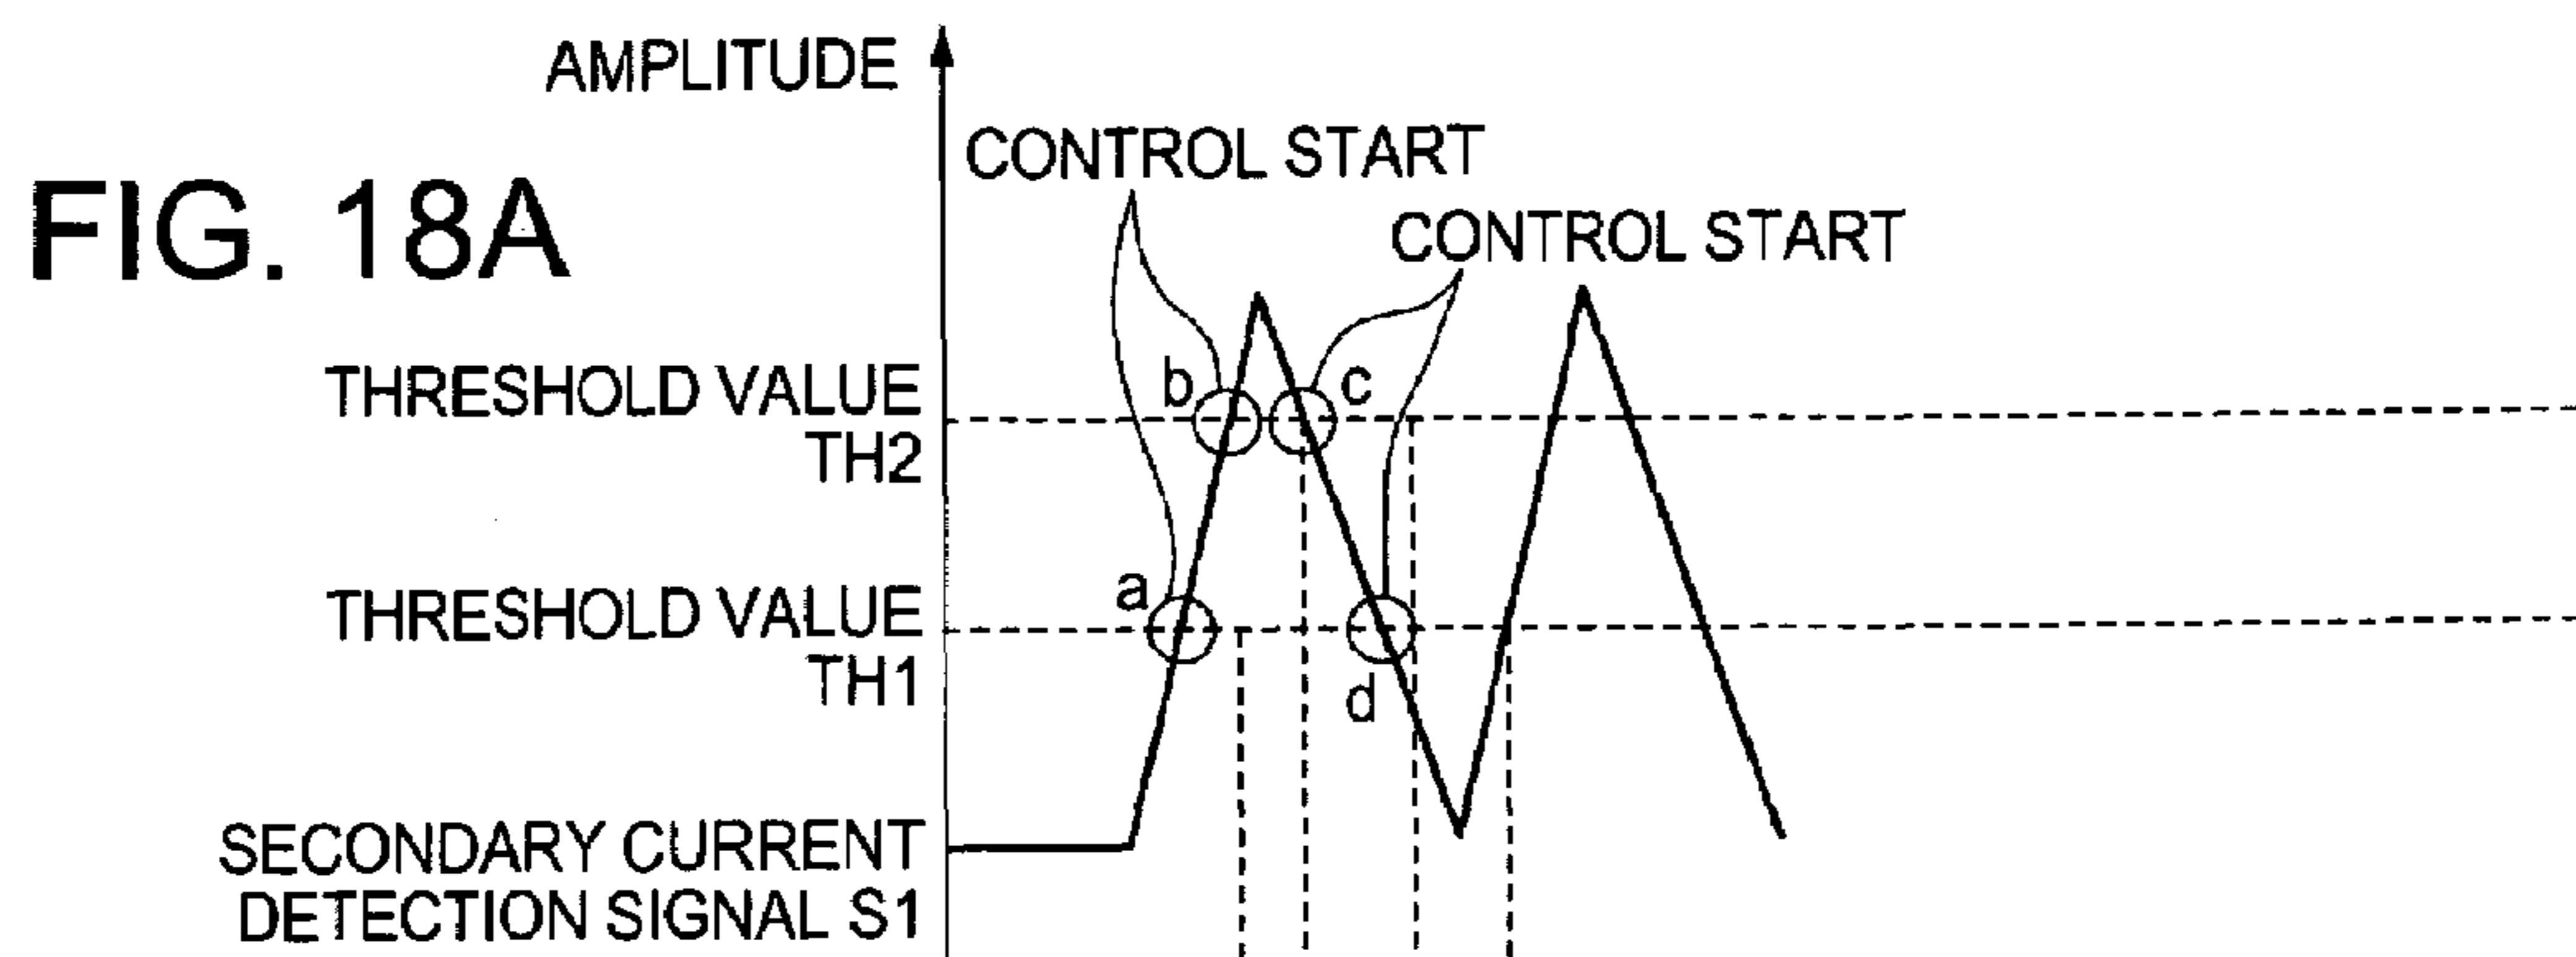 AMPLITUDE
CONTROL START
FIG. 18A
CONTROL START
THRESHOLD VALUE
TH2
b
c
THRESHOLD VALUE
TH1
a
d
SECONDARY CURRENT
DETECTION SIGNAL S1